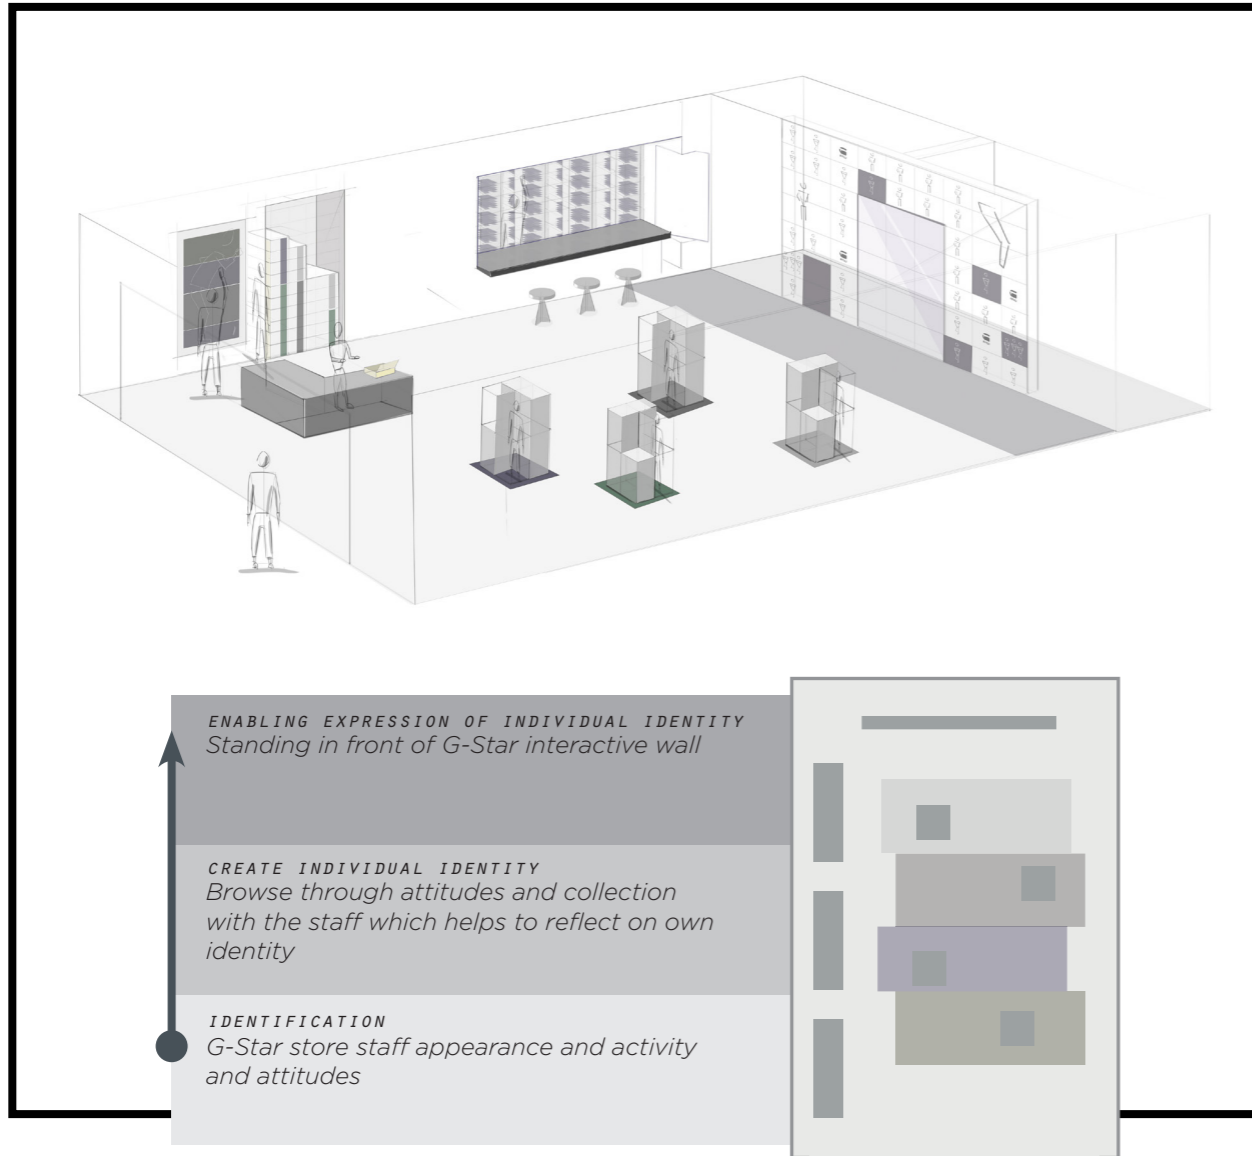 ENABLING EXPRESSION OF INDIVIDUAL IDENTITY
Standing in front of G-Star interactive wall
CREATE INDIVIDUAL IDENTITY
Browse through attitudes and collection
with the staff which helps to reflect on own
identity
IDENTIFICATION
G-Star store staff appearance and activity
and attitudes